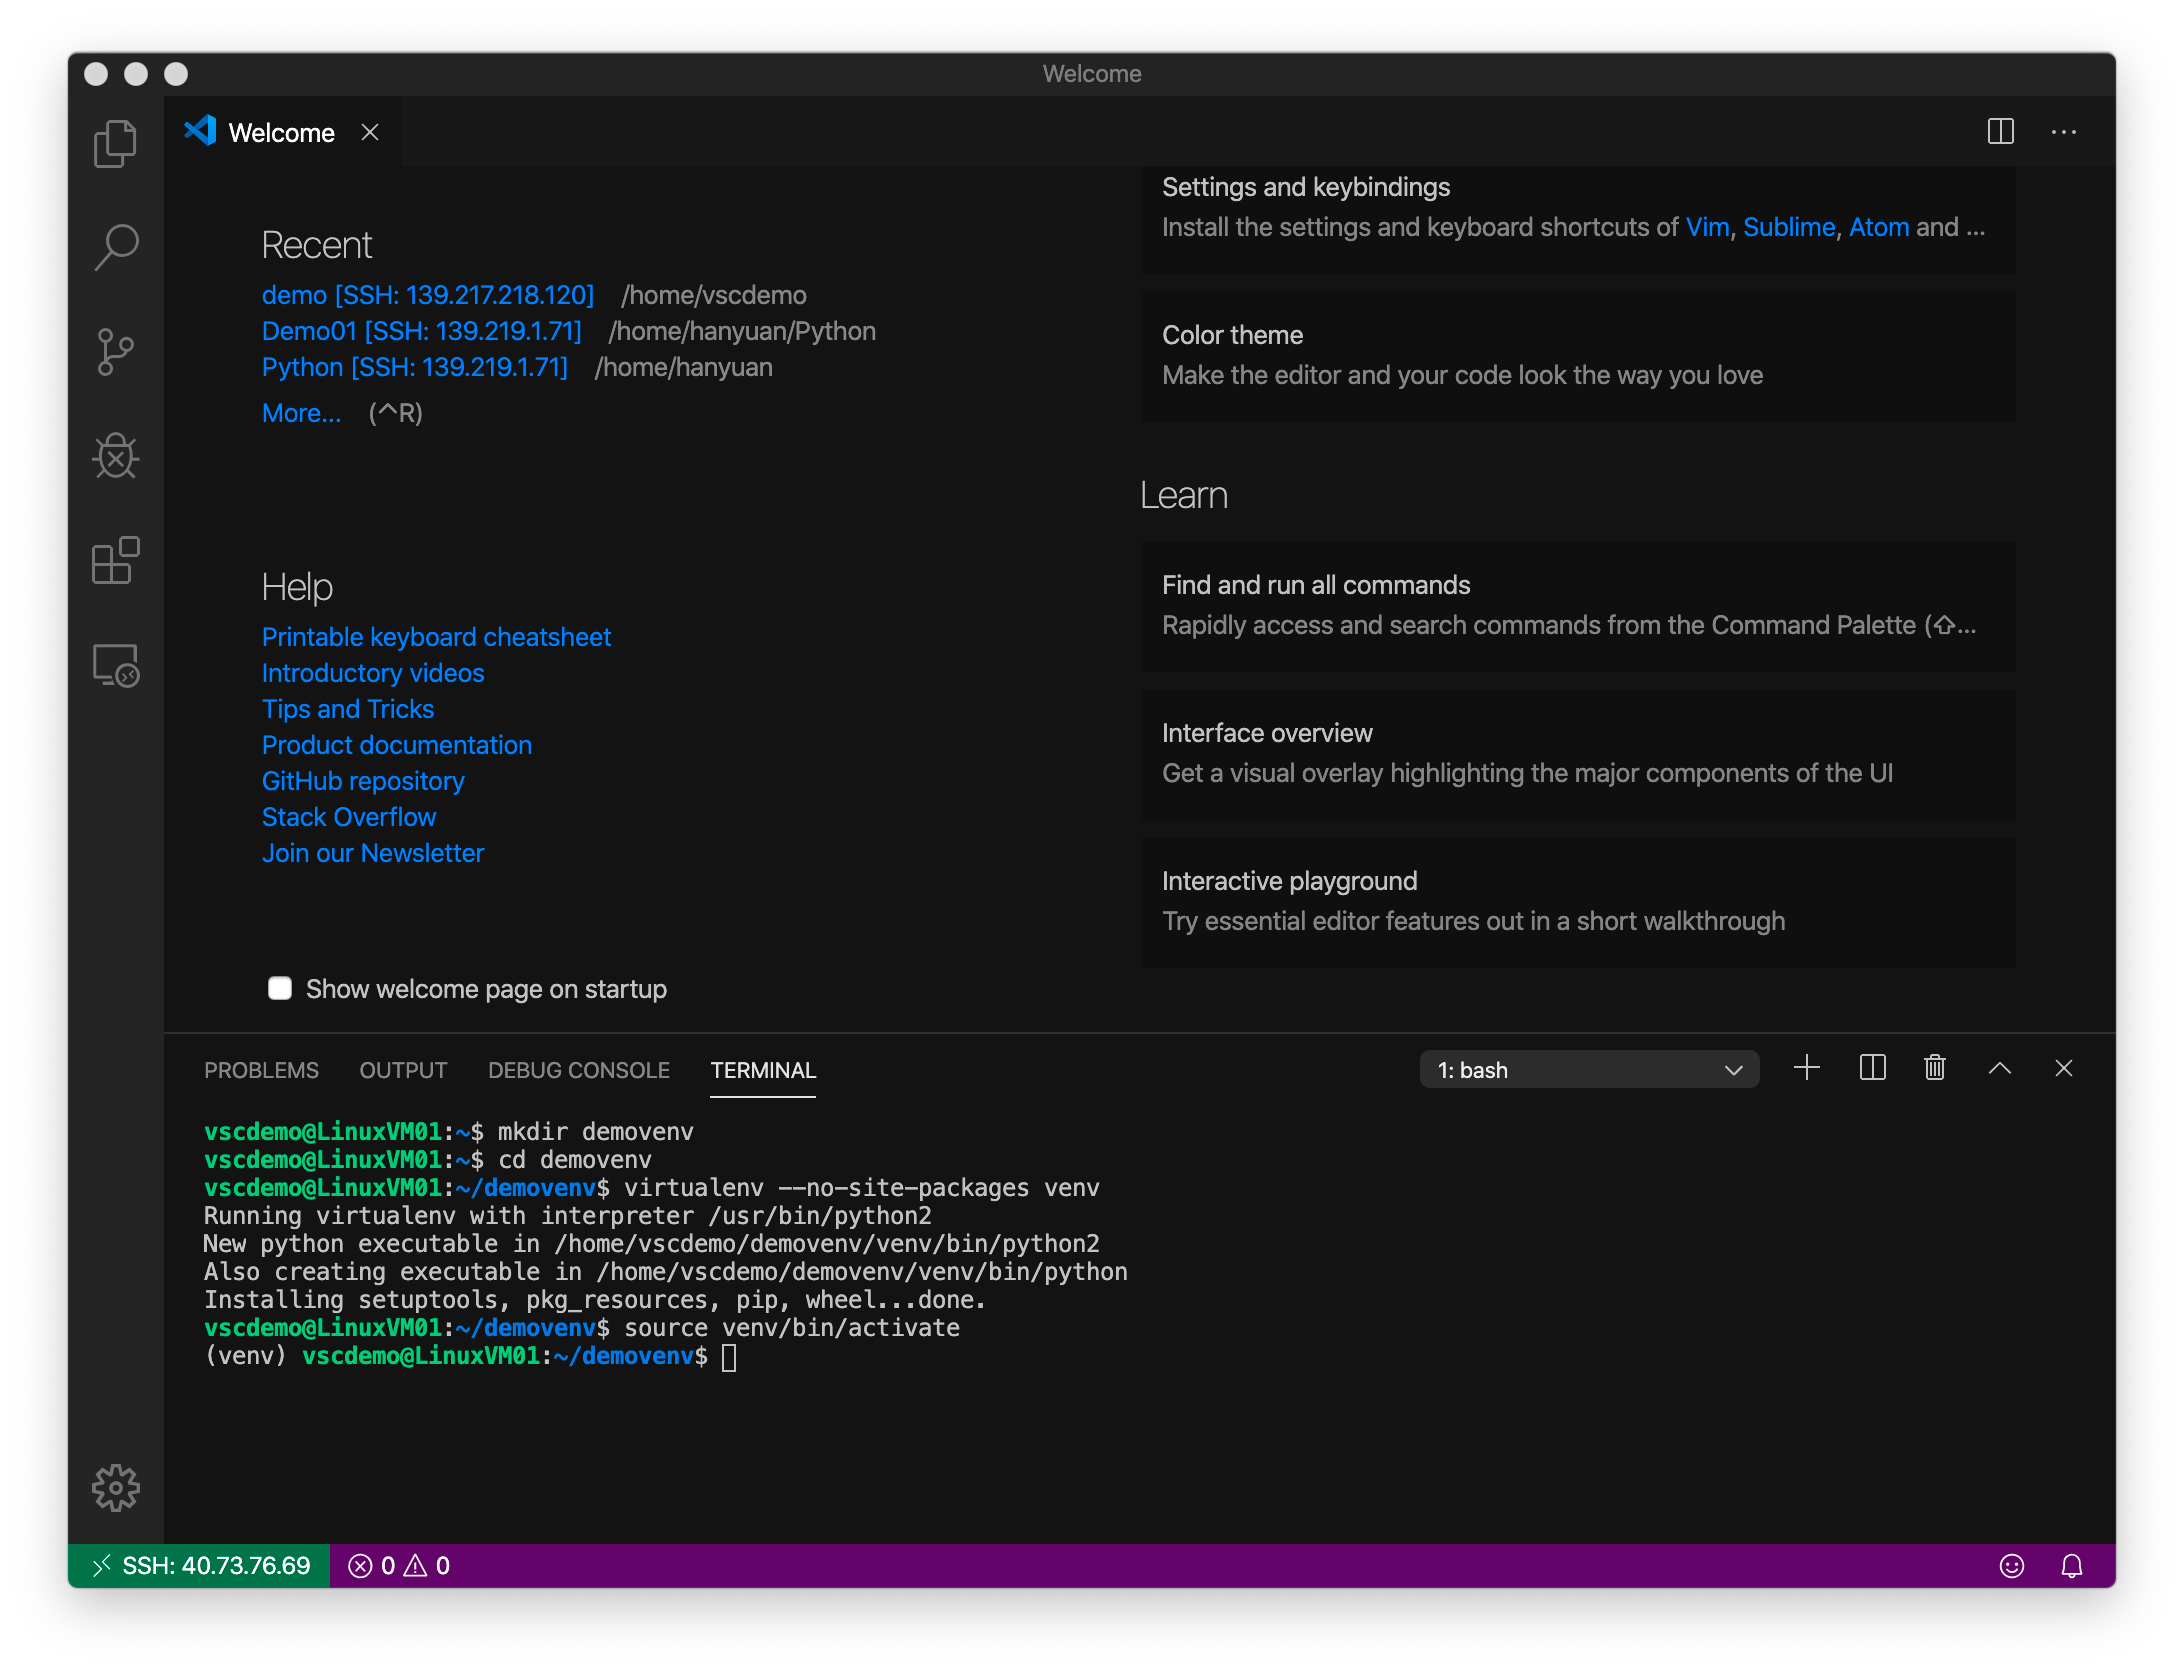 Welcome
Welcome
Recent
demo [SSH: 139.217.218.120] /home/vscdemo
Demo01 [SSH: 139.219.1.71] /home/hanyuan/Python
Python [SSH: 139.219.1.71] /home/hanyuan
More... (^R)
Help
Printable keyboard cheatsheet
Introductory videos
Tips and Tricks
Product documentation
GitHub repository
Stack Overflow
Join our Newsletter
Show welcome page on startup
Settings and keybindings
Install the settings and keyboard shortcuts of Vim, Sublime, Atom and ...
Color theme
Make the editor and your code look the way you love
Learn
Find and run all commands
Rapidly access and search commands from the Command Palette (⇧...
Interface overview
Get a visual overlay highlighting the major components of the UI
Interactive playground
Try essential editor features out in a short walkthrough
PROBLEMS OUTPUT DEBUG CONSOLE TERMINAL 1: bash
vscdemo@LinuxVM01:~$ mkdir demovenv
vscdemo@LinuxVM01:~$ cd demovenv
vscdemo@LinuxVM01:~/demovenv$ virtualenv --no-site-packages venv
Running virtualenv with interpreter /usr/bin/python2
New python executable in /home/vscdemo/demovenv/venv/bin/python2
Also creating executable in /home/vscdemo/demovenv/venv/bin/python
Installing setuptools, pkg_resources, pip, wheel...done.
vscdemo@LinuxVM01:~/demovenv$ source venv/bin/activate
(venv) vscdemo@LinuxVM01:~/demovenv$
SSH: 40.73.76.69 0 0